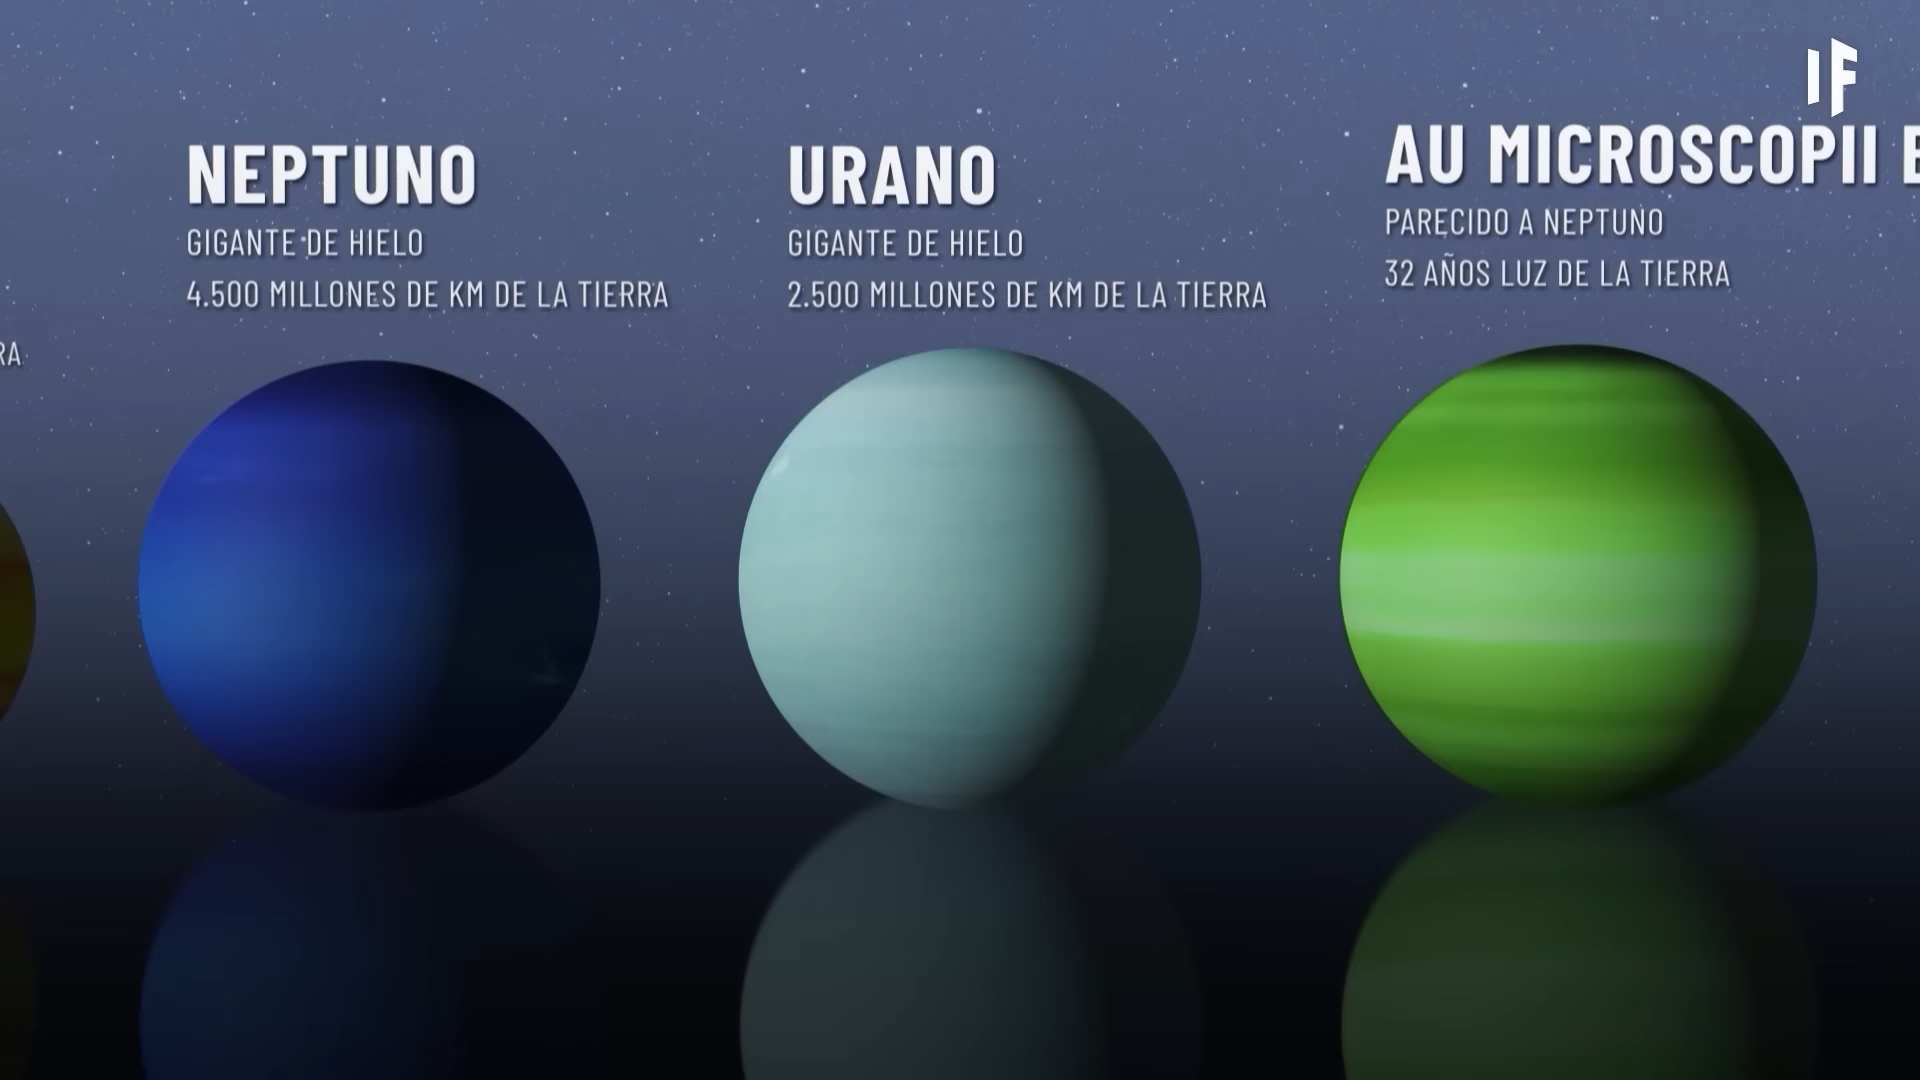 IF
NEPTUNO
GIGANTE DE HIELO
4.500 MILLONES DE KM DE LA TIERRA
URANO
GIGANTE DE HIELO
2.500 MILLONES DE KM DE LA TIERRA
AU MICROSCOPII
PARECIDO A NEPTUNO
32 AÑOS LUZ DE LA TIERRA